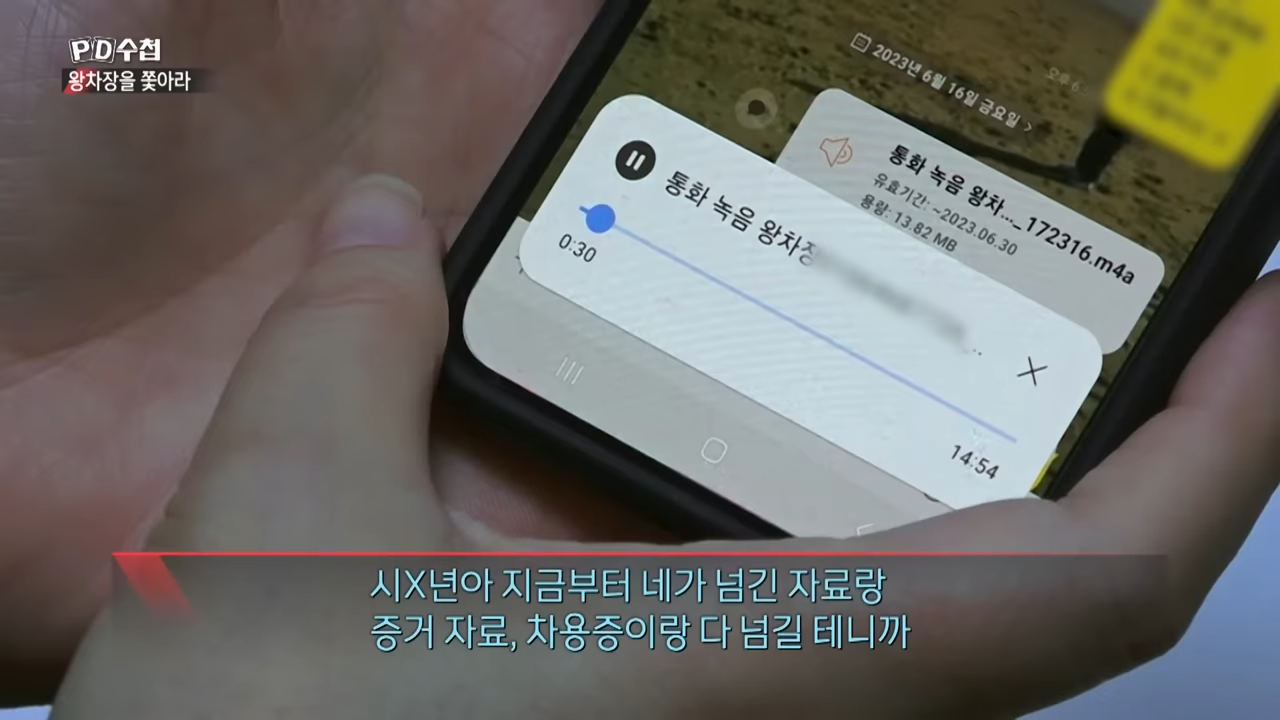 PD수첩
왕차장을 쫓아라
2023년 6월 16일 금요일 >
통화 녹음 왕차..._172316.m4a
유효기간: ~2023.06.30
용량: 13.82 MB
통화 녹음 왕차장
0:30
14:54
시X년아 지금부터 네가 넘긴 자료랑
증거 자료, 차용증이랑 다 넘길 테니까